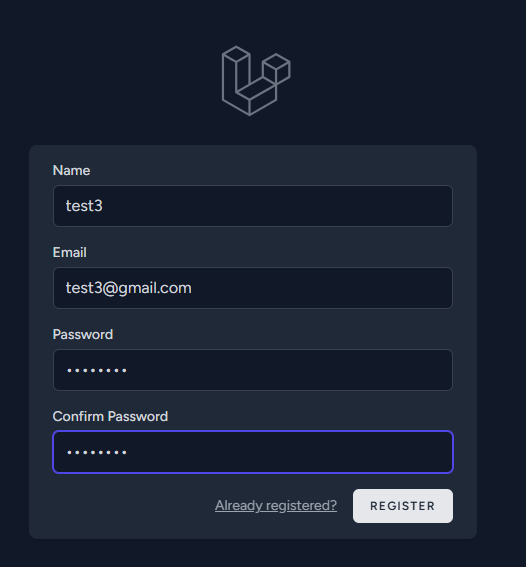 Name
test3
Email
test3@gmail.com
Password
••••••••
Confirm Password
••••••••
Already registered? REGISTER